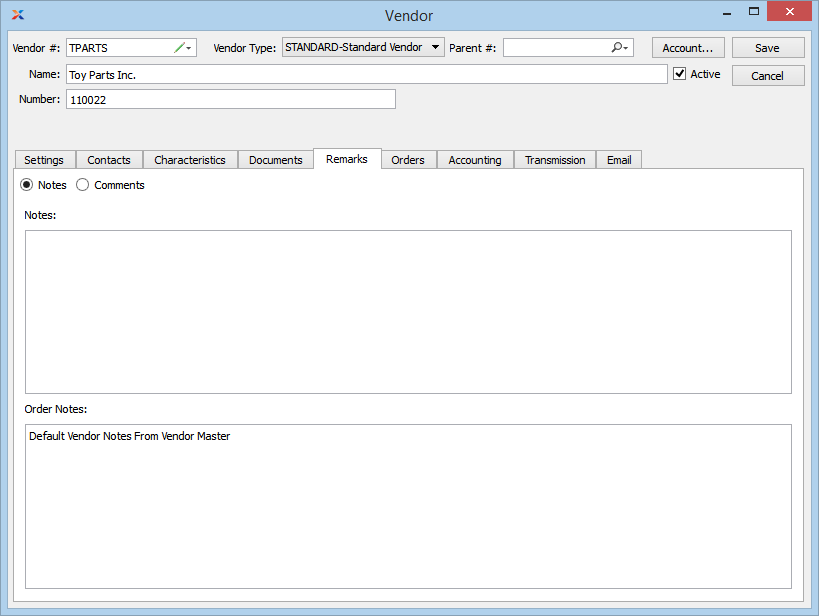 Vendor
Vendor #: TPARTS Vendor Type: STANDARD-Standard Vendor Parent #: Account... Save
Name: Toy Parts Inc. Active Cancel
Number: 110022
Settings Contacts Characteristics Documents Remarks Orders Accounting Transmission Email
Notes Comments
Notes:
Order Notes:
Default Vendor Notes From Vendor Master